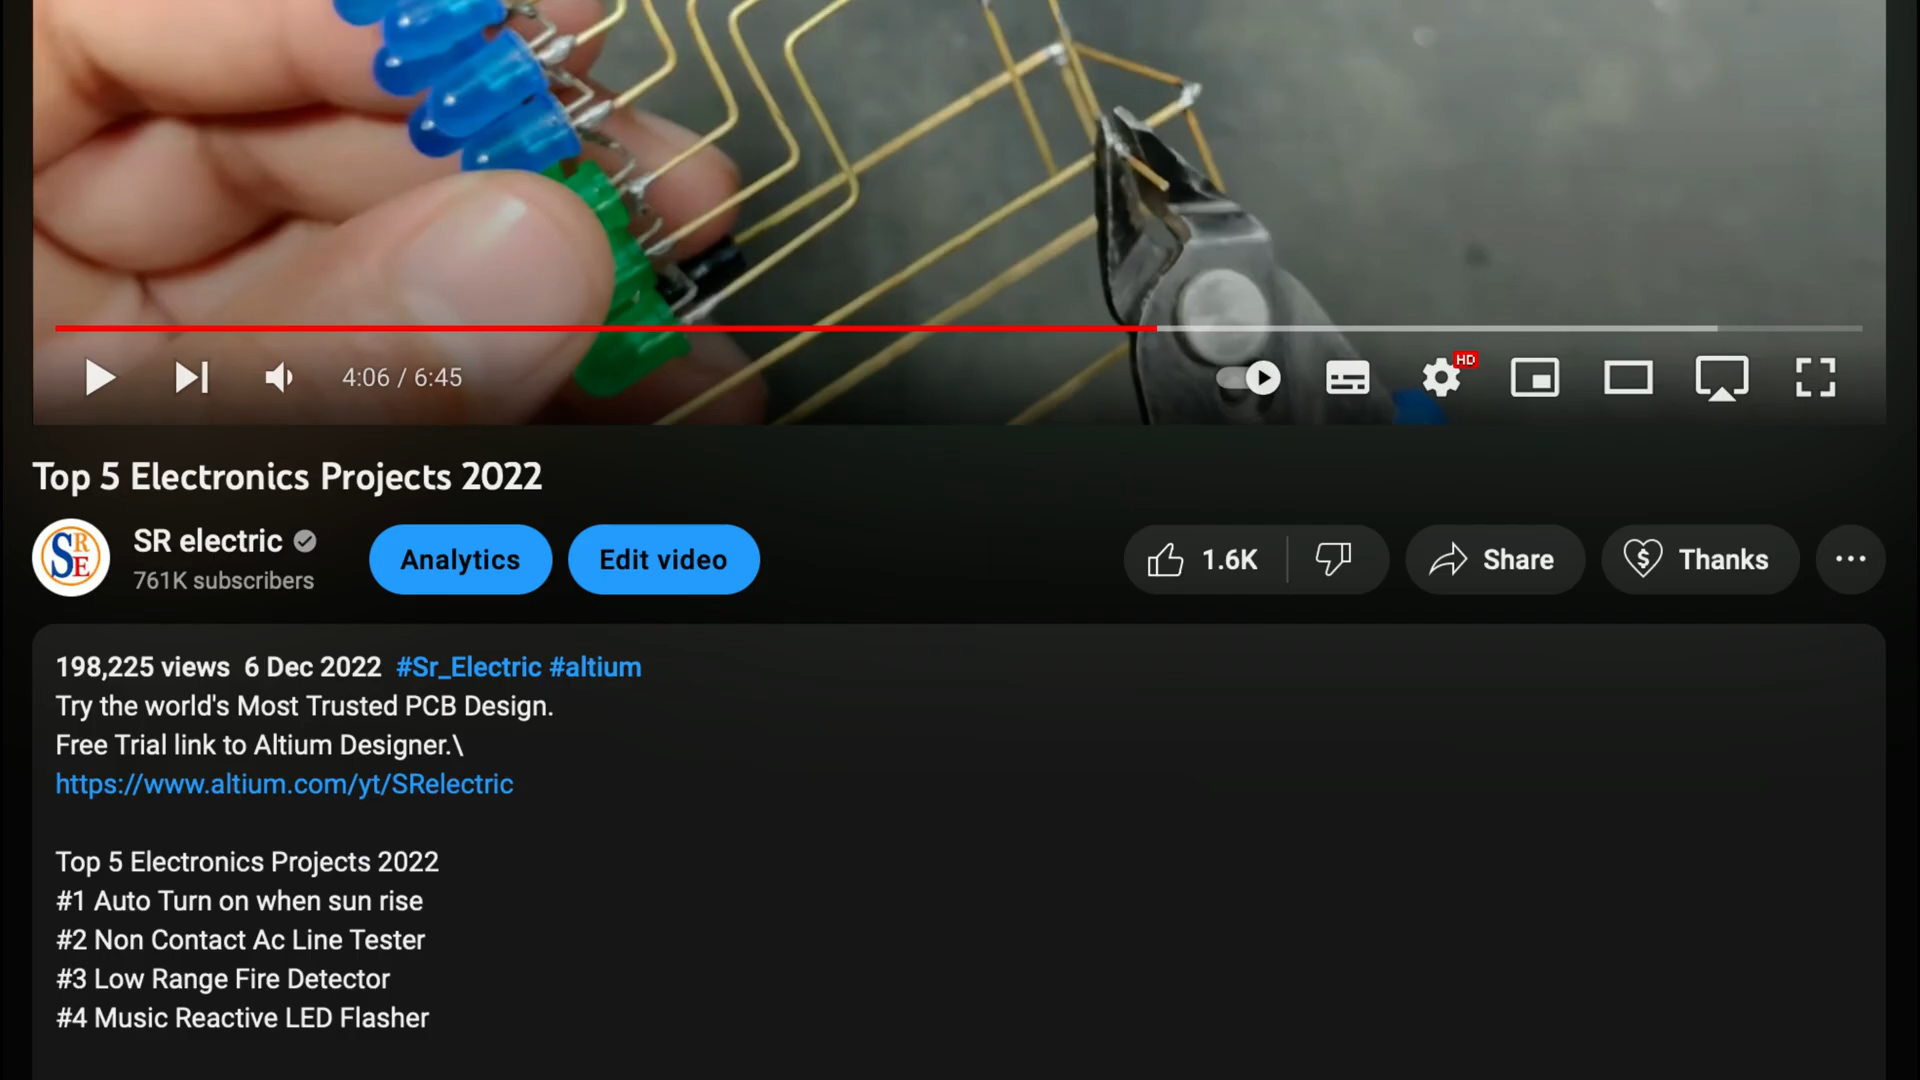 HD
4:06 / 6:45
Top 5 Electronics Projects 2022
SRE
SR electric
761K subscribers
Analytics
Edit video
1.6K
Share
Thanks
198,225 views 6 Dec 2022 #Sr_Electric #altium
Try the world's Most Trusted PCB Design.
Free Trial link to Altium Designer.\
https://www.altium.com/yt/SRelectric
Top 5 Electronics Projects 2022
#1 Auto Turn on when sun rise
#2 Non Contact Ac Line Tester
#3 Low Range Fire Detector
#4 Music Reactive LED Flasher